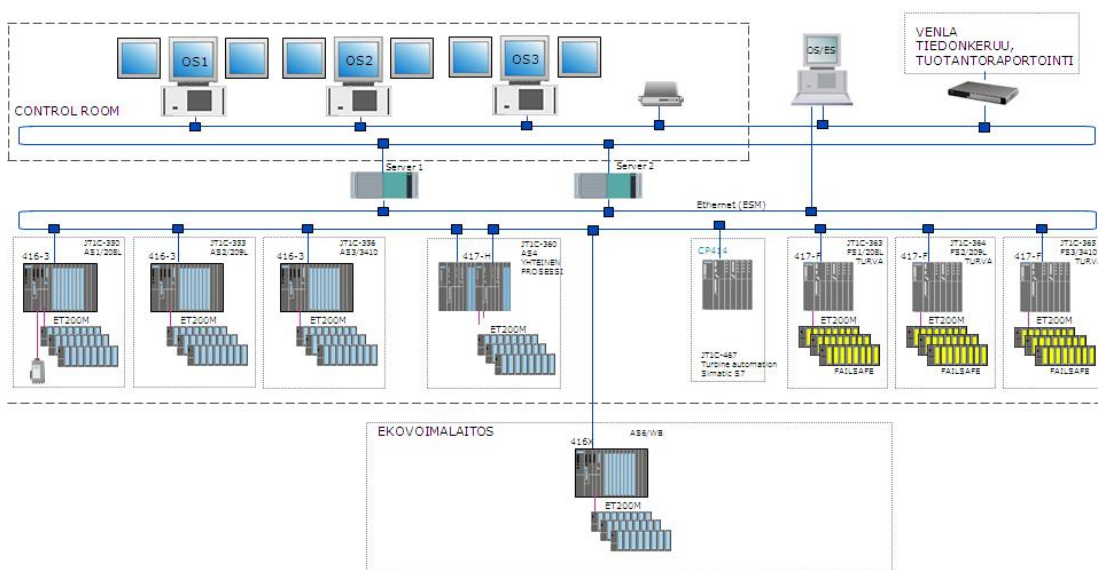 OS1
OS2
OS3
OS/ES
VENLA
TIEDONKERUU,
TUOTANTORAPORTOINTI
CONTROL ROOM
Server 1
Server 2
Ethernet (ESM)
JT1C-350
AS1/208L
416-3
ET200M
JT1C-353
AS2/209L
416-3
ET200M
JT1C-356
AS3/3410
416-3
ET200M
JT1C-360
AS4
YHTEINEN
PROSESSI
417-H
ET200M
CP414
JT1C-467
Turbine automation
Simatic S7
JT1C-363
FS1/208L
TURVA
417-F
ET200M
FAILSAFE
JT1C-364
FS2/209L
TURVA
417-F
ET200M
FAILSAFE
JT1C-365
FS3/3410
TURVA
417-F
ET200M
FAILSAFE
EKOVOIMALAITOS
AS6/WB
416X
ET200M